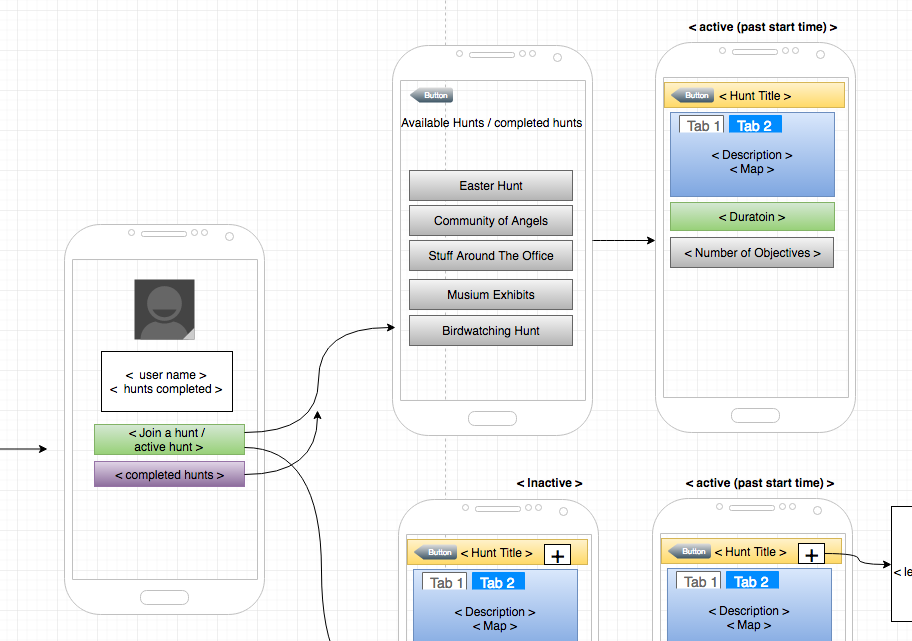 < active (past start time) >
Button
Available Hunts / completed hunts
Easter Hunt
Community of Angels
Stuff Around The Office
Musium Exhibits
Birdwatching Hunt
Button < Hunt Title >
Tab 1 Tab 2
< Description >
< Map >
< Duratoin >
< Number of Objectives >
< user name >
< hunts completed >
< Join a hunt /
active hunt >
< completed hunts >
< Inactive >
Button < Hunt Title > +
Tab 1 Tab 2
< Description >
< Map >
< active (past start time) >
Button < Hunt Title > +
Tab 1 Tab 2
< Description >
< Map >